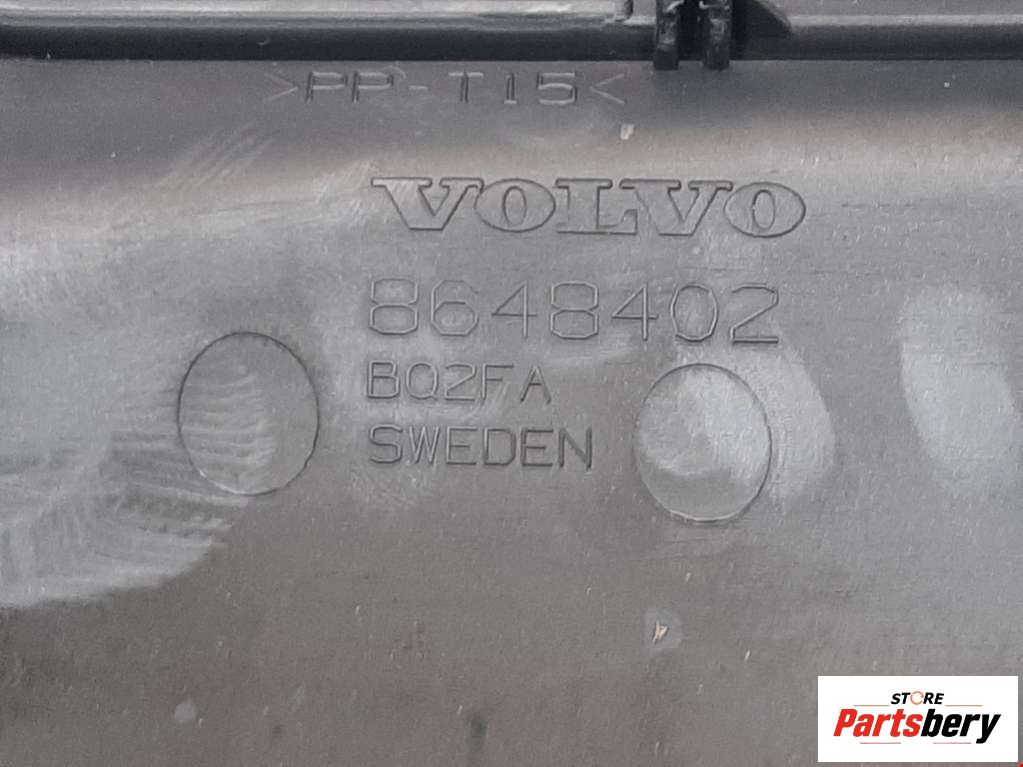 >PP-T15<
VOLVO
8648402
BQ2FA
SWEDEN
STORE
Partsbery